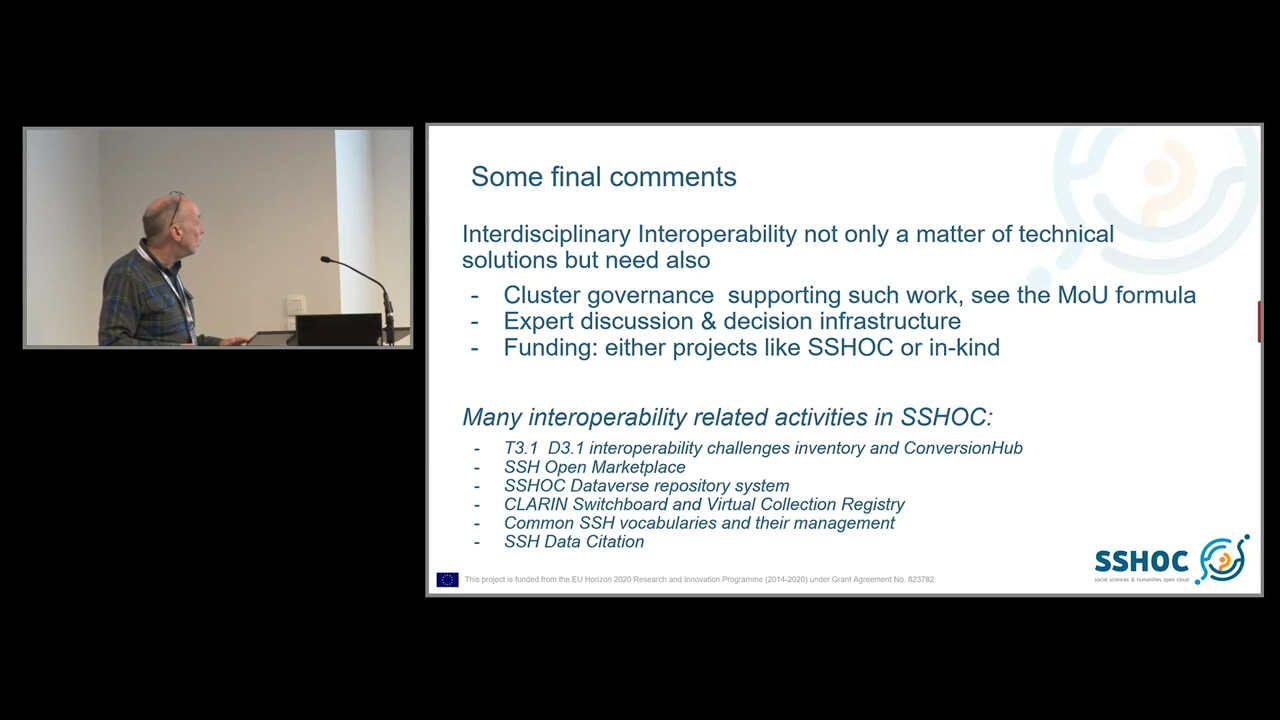 Some final comments
Interdisciplinary Interoperability not only a matter of technical
solutions but need also
- Cluster governance  supporting such work, see the MoU formula
- Expert discussion & decision infrastructure
- Funding: either projects like SSHOC or in-kind
Many interoperability related activities in SSHOC:
- T3.1  D3.1 interoperability challenges inventory and ConversionHub
- SSH Open Marketplace
- SSHOC Dataverse repository system
- CLARIN Switchboard and Virtual Collection Registry
- Common SSH vocabularies and their management
- SSH Data Citation
This project is funded from the EU Horizon 2020 Research and Innovation Programme (2014-2020) under Grant Agreement No. 823782
SSHOC
social sciences & humanities open cloud